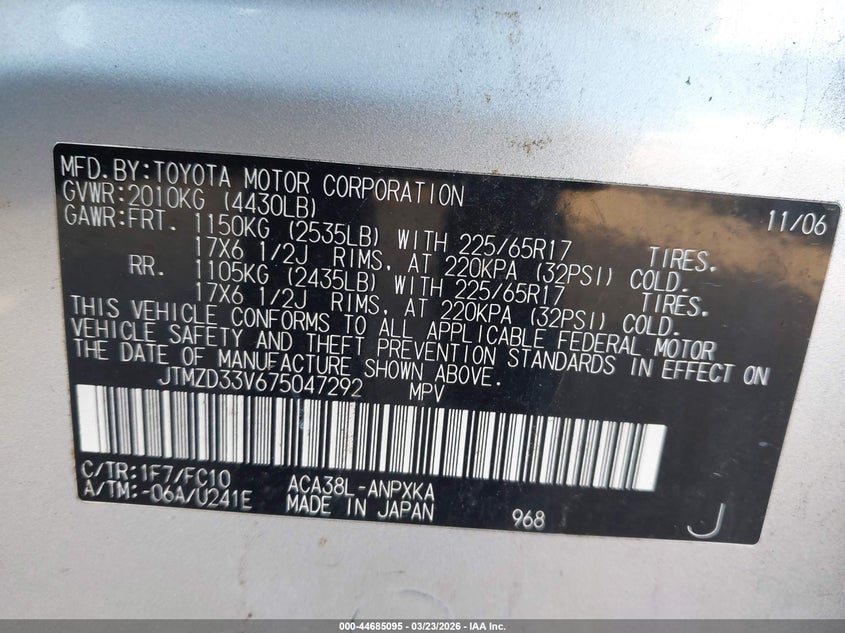 MFD.BY:TOYOTA MOTOR CORPORATION 11/06
GVWR:2010KG (4430LB)
GAWR:FRT. 1150KG (2535LB) WITH 225/65R17 TIRES,
17X6 1/2J RIMS, AT 220KPA (32PSI) COLD.
RR. 1105KG (2435LB) WITH 225/65R17 TIRES,
17X6 1/2J RIMS, AT 220KPA (32PSI) COLD.
THIS VEHICLE CONFORMS TO ALL APPLICABLE FEDERAL MOTOR
VEHICLE SAFETY AND THEFT PREVENTION STANDARDS IN EFFECT ON
THE DATE OF MANUFACTURE SHOWN ABOVE.
JTMZD33V675047292 MPV
C/TR:1F7/FC10 ACA38L-ANPXKA
A/TM:-06A/U241E MADE IN JAPAN 968 J
000-44685095 - 03/23/2026 - IAA Inc.